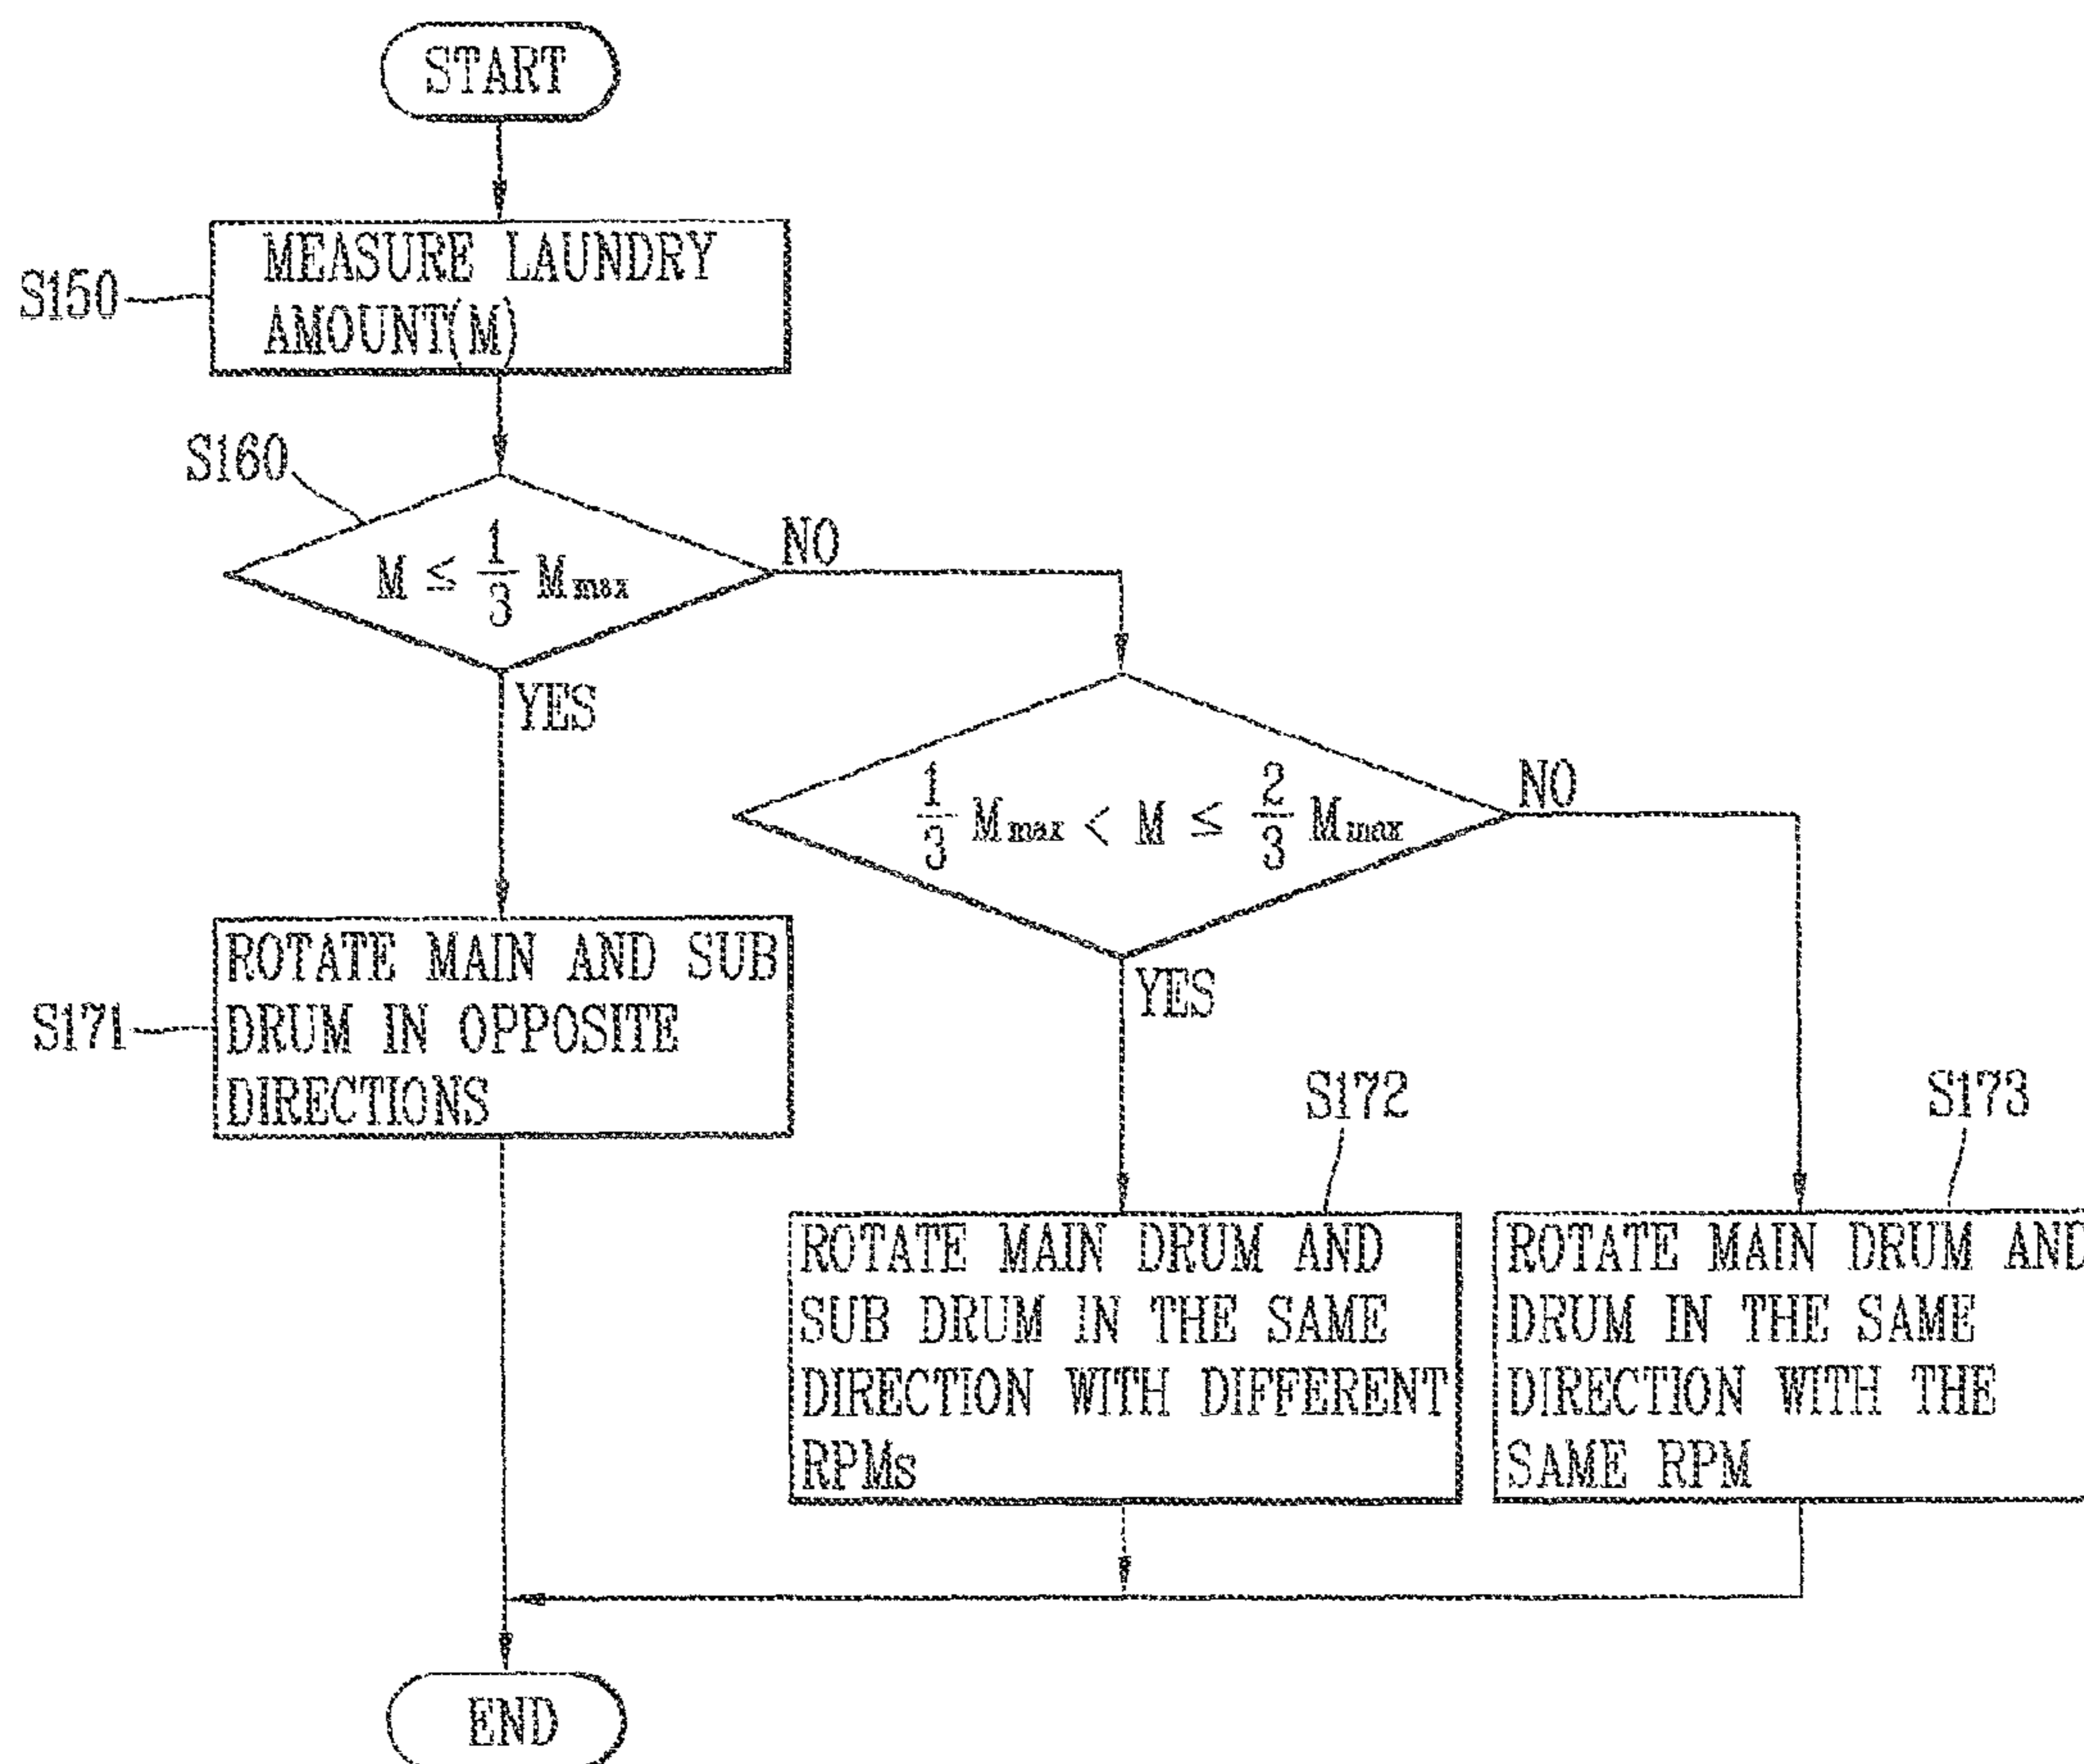 START
MEASURE LAUNDRY
AMOUNT(M)
S150
S160
M ≤ 1/3 Mmax
NO
YES
1/3 Mmax < M ≤ 2/3 Mmax
NO
YES
ROTATE MAIN AND SUB
DRUM IN OPPOSITE
DIRECTIONS
S171
S172
ROTATE MAIN DRUM AND
SUB DRUM IN THE SAME
DIRECTION WITH DIFFERENT
RPMs
S173
ROTATE MAIN DRUM AND
DRUM IN THE SAME
DIRECTION WITH THE
SAME RPM
END